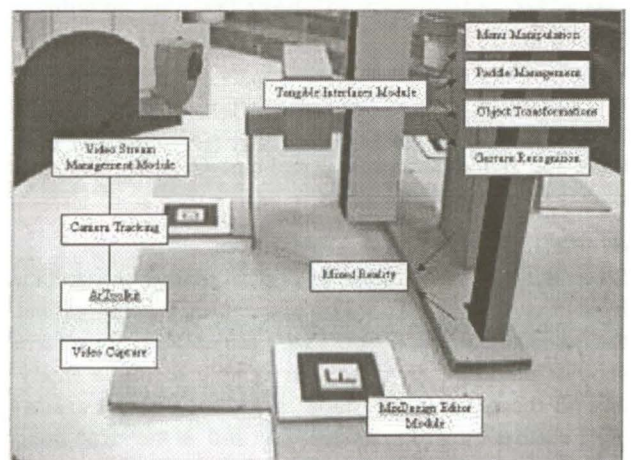 Menu Manipulation
Paddle Management
Tangible Interfaces Module
Object Transformations
Gesture Recognition
Video Stream
Management Module
Camera Tracking
Mixed Reality
ArToolkit
Video Capture
MixDesign Editor
Module